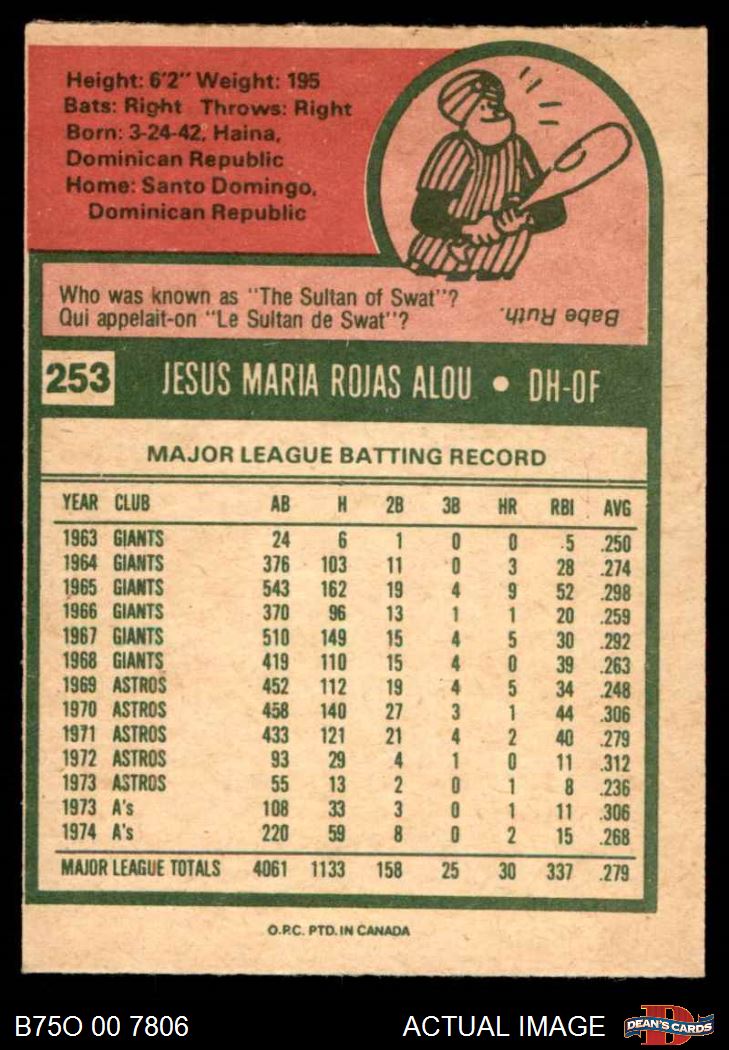 Height: 6'2" Weight: 195
Bats: Right Throws: Right
Born: 3-24-42, Haina,
Dominican Republic
Home: Santo Domingo,
Dominican Republic
Who was known as "The Sultan of Swat"?
Qui appelait-on "Le Sultan de Swat"?
Babe Ruth.
253 JESUS MARIA ROJAS ALOU • DH-OF
MAJOR LEAGUE BATTING RECORD
YEAR CLUB AB H 2B 3B HR RBI AVG
1963 GIANTS 24 6 1 0 0 5 .250
1964 GIANTS 376 103 11 0 3 28 .274
1965 GIANTS 543 162 19 4 9 52 .298
1966 GIANTS 370 96 13 1 1 20 .259
1967 GIANTS 510 149 15 4 5 30 .292
1968 GIANTS 419 110 15 4 0 39 .263
1969 ASTROS 452 112 19 4 5 34 .248
1970 ASTROS 458 140 27 3 1 44 .306
1971 ASTROS 433 121 21 4 2 40 .279
1972 ASTROS 93 29 4 1 0 11 .312
1973 ASTROS 55 13 2 0 1 8 .236
1973 A's 108 33 3 0 1 11 .306
1974 A's 220 59 8 0 2 15 .268
MAJOR LEAGUE TOTALS 4061 1133 158 25 30 337 .279
O.P.C. PTD. IN CANADA
B75O 00 7806 ACTUAL IMAGE D DEAN'S CARDS